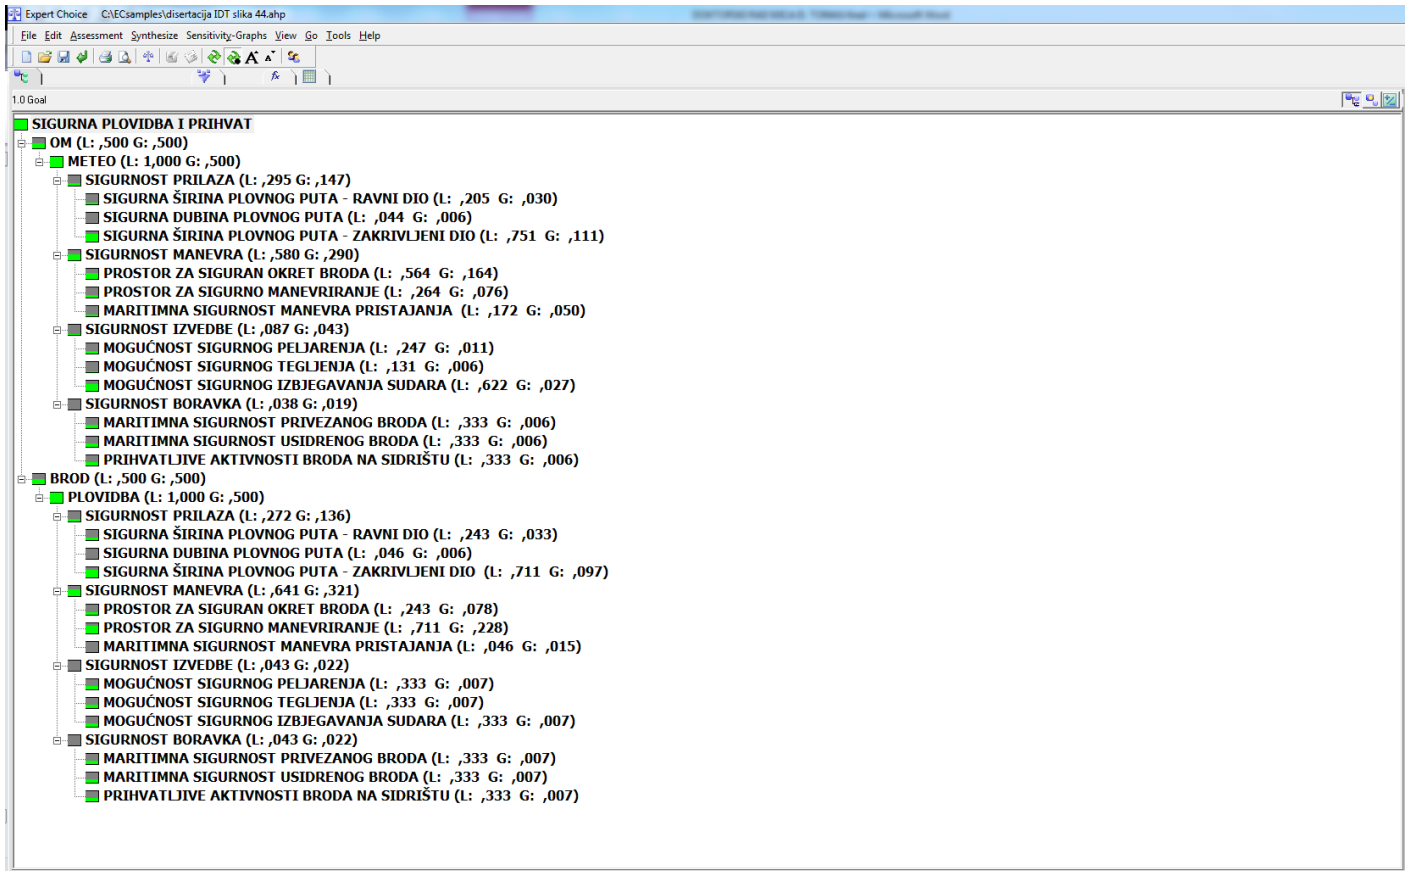 Expert Choice C:\ECsamples\disertacija IDT slika 44.ahp
File Edit Assessment Synthesize Sensitivity-Graphs View Go Tools Help
1.0 Goal
SIGURNA PLOVIDBA I PRIHVAT
OM (L: ,500 G: ,500)
METEO (L: 1,000 G: ,500)
SIGURNOST PRILAZA (L: ,295 G: ,147)
SIGURNA ŠIRINA PLOVNOG PUTA - RAVNI DIO (L: ,205 G: ,030)
SIGURNA DUBINA PLOVNOG PUTA (L: ,044 G: ,006)
SIGURNA ŠIRINA PLOVNOG PUTA - ZAKRIVLJENI DIO (L: ,751 G: ,111)
SIGURNOST MANEVRA (L: ,580 G: ,290)
PROSTOR ZA SIGURAN OKRET BRODA (L: ,564 G: ,164)
PROSTOR ZA SIGURNO MANEVRIRANJE (L: ,264 G: ,076)
MARITIMNA SIGURNOST MANEVRA PRISTAJANJA (L: ,172 G: ,050)
SIGURNOST IZVEDBE (L: ,087 G: ,043)
MOGUĆNOST SIGURNOG PELJARENJA (L: ,247 G: ,011)
MOGUĆNOST SIGURNOG TEGLJENJA (L: ,131 G: ,006)
MOGUĆNOST SIGURNOG IZBJEGAVANJA SUDARA (L: ,622 G: ,027)
SIGURNOST BORAVKA (L: ,038 G: ,019)
MARITIMNA SIGURNOST PRIVEZANOG BRODA (L: ,333 G: ,006)
MARITIMNA SIGURNOST USIDRENOG BRODA (L: ,333 G: ,006)
PRIHVATLJIVE AKTIVNOSTI BRODA NA SIDRIŠTU (L: ,333 G: ,006)
BROD (L: ,500 G: ,500)
PLOVIDBA (L: 1,000 G: ,500)
SIGURNOST PRILAZA (L: ,272 G: ,136)
SIGURNA ŠIRINA PLOVNOG PUTA - RAVNI DIO (L: ,243 G: ,033)
SIGURNA DUBINA PLOVNOG PUTA (L: ,046 G: ,006)
SIGURNA ŠIRINA PLOVNOG PUTA - ZAKRIVLJENI DIO (L: ,711 G: ,097)
SIGURNOST MANEVRA (L: ,641 G: ,321)
PROSTOR ZA SIGURAN OKRET BRODA (L: ,243 G: ,078)
PROSTOR ZA SIGURNO MANEVRIRANJE (L: ,711 G: ,228)
MARITIMNA SIGURNOST MANEVRA PRISTAJANJA (L: ,046 G: ,015)
SIGURNOST IZVEDBE (L: ,043 G: ,022)
MOGUĆNOST SIGURNOG PELJARENJA (L: ,333 G: ,007)
MOGUĆNOST SIGURNOG TEGLJENJA (L: ,333 G: ,007)
MOGUĆNOST SIGURNOG IZBJEGAVANJA SUDARA (L: ,333 G: ,007)
SIGURNOST BORAVKA (L: ,043 G: ,022)
MARITIMNA SIGURNOST PRIVEZANOG BRODA (L: ,333 G: ,007)
MARITIMNA SIGURNOST USIDRENOG BRODA (L: ,333 G: ,007)
PRIHVATLJIVE AKTIVNOSTI BRODA NA SIDRIŠTU (L: ,333 G: ,007)